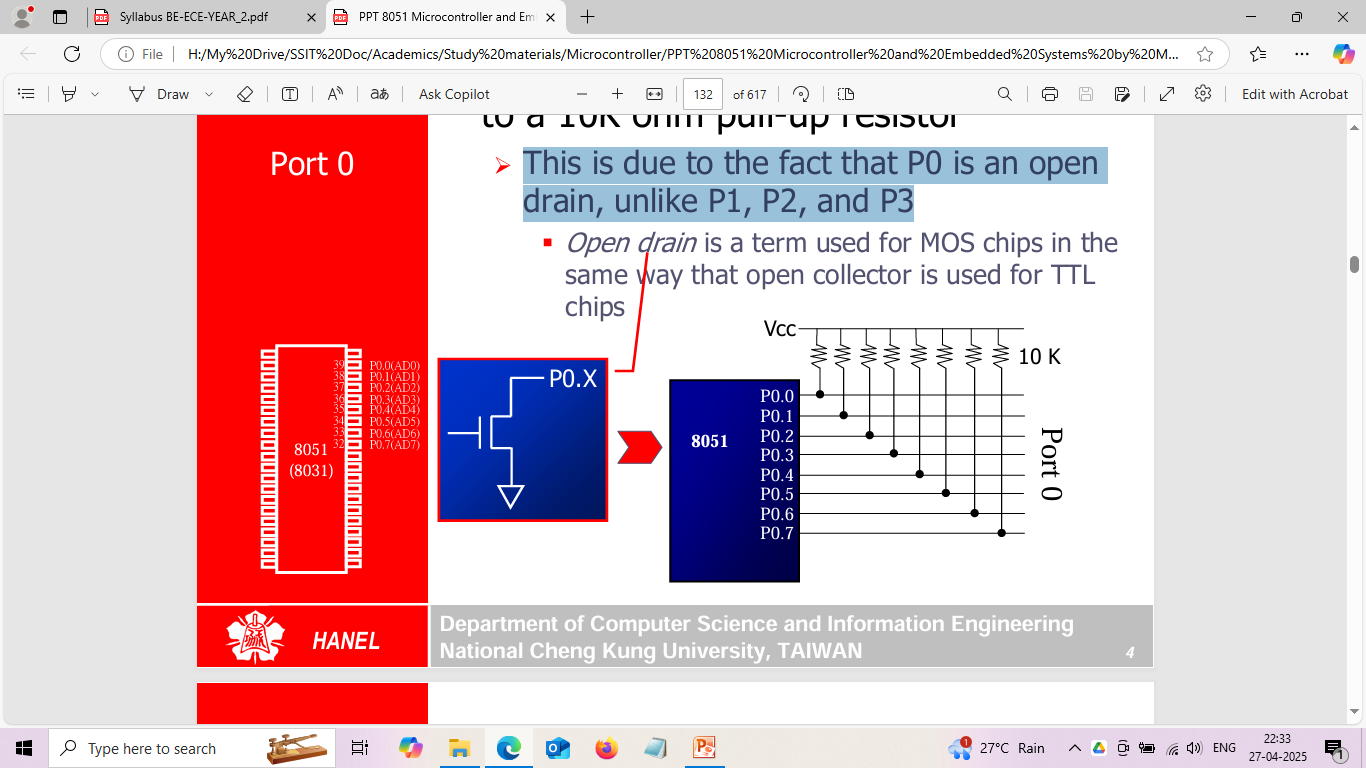 Syllabus BE-ECE-YEAR_2.pdf
PPT 8051 Microcontroller and Em
File
H:/My%20Drive/SSIT%20Doc/Academics/Study%20materials/Microcontroller/PPT%208051%20Microcontroller%20and%20Embedded%20Systems%20by%20M...
Draw
Ask Copilot
132
of 617
Edit with Acrobat
to a 10K ohm pull-up resistor
Port 0
This is due to the fact that P0 is an open
drain, unlike P1, P2, and P3
Open drain is a term used for MOS chips in the
same way that open collector is used for TTL
chips
39 P0.0(AD0)
38 P0.1(AD1)
37 P0.2(AD2)
36 P0.3(AD3)
35 P0.4(AD4)
34 P0.5(AD5)
33 P0.6(AD6)
32 P0.7(AD7)
8051
(8031)
P0.X
Vcc
10 K
8051
P0.0
P0.1
P0.2
P0.3
P0.4
P0.5
P0.6
P0.7
Port 0
HANEL
Department of Computer Science and Information Engineering
National Cheng Kung University, TAIWAN
4
Type here to search
1
27°C Rain
ENG
22:33
27-04-2025
1